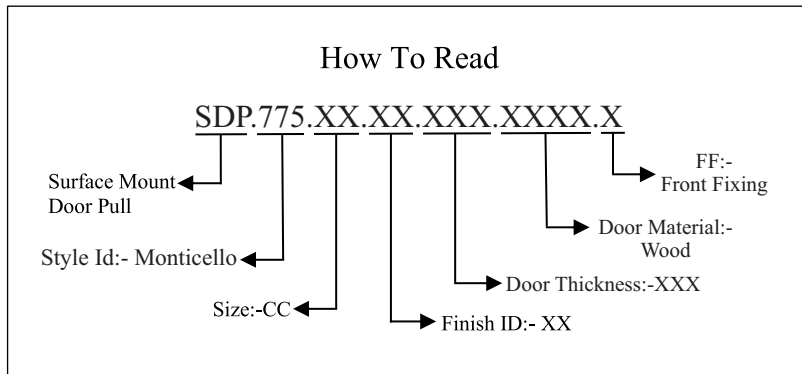 How To Read
SDP.775.XX.XX.XXX.XXXX.X
Surface Mount
Door Pull
Style Id:- Monticello
Size:-CC
Finish ID:- XX
Door Thickness:-XXX
Door Material:-
Wood
FF:-
Front Fixing